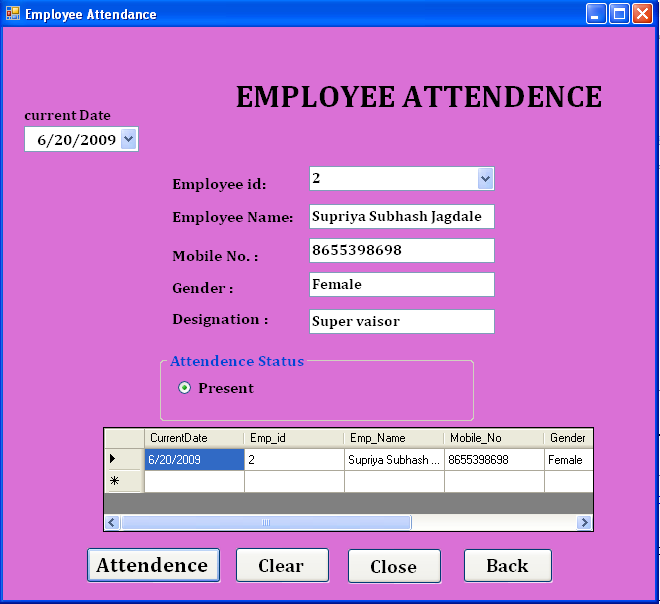 Employee Attendance
EMPLOYEE ATTENDENCE
current Date
6/20/2009
Employee id: 2
Employee Name: Supriya Subhash Jagdale
Mobile No. : 8655398698
Gender : Female
Designation : Super vaisor
Attendence Status
Present
CurrentDate Emp_id Emp_Name Mobile_No Gender
6/20/2009 2 Supriya Subhash ... 8655398698 Female
Attendence Clear Close Back